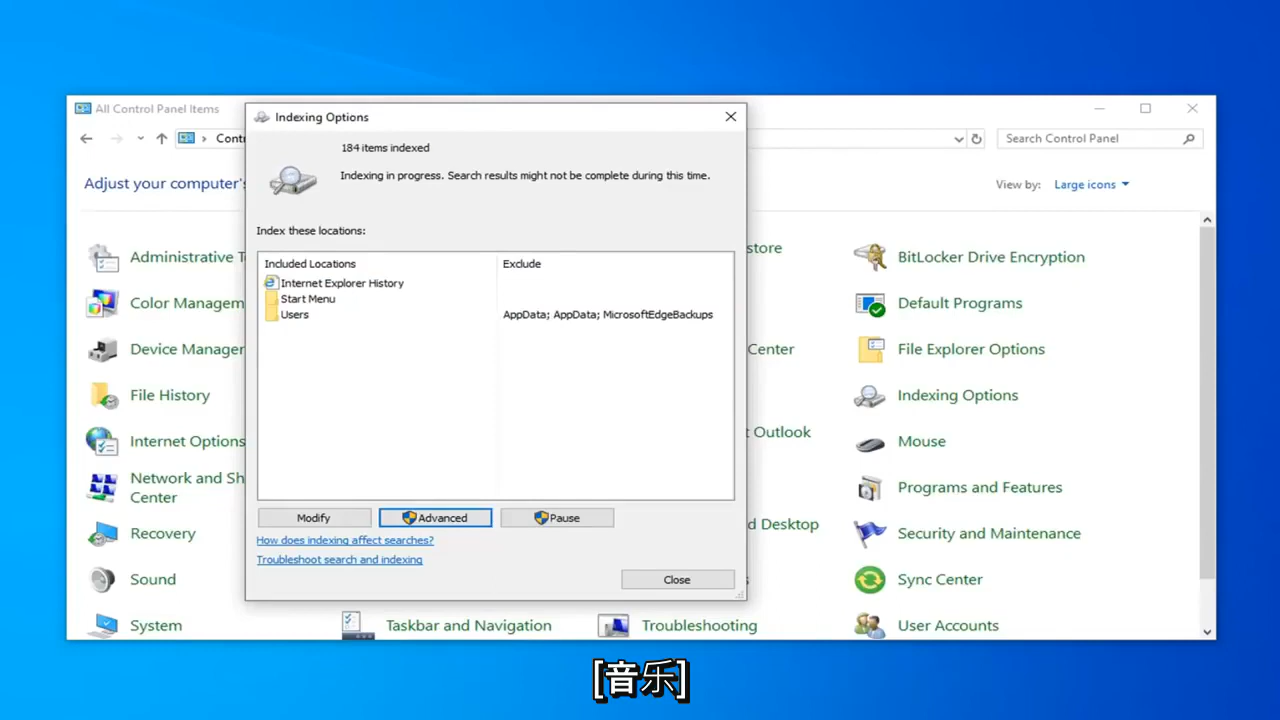 All Control Panel Items
Contr
Search Control Panel
Adjust your computer's
View by: Large icons
Indexing Options
184 items indexed
Indexing in progress. Search results might not be complete during this time.
Index these locations:
Included Locations
Exclude
Internet Explorer History
Start Menu
Users
AppData; AppData; MicrosoftEdgeBackups
Modify
Advanced
Pause
How does indexing affect searches?
Troubleshoot search and indexing
Close
Administrative T
Color Managem
Device Manager
File History
Internet Options
Network and Sh
Center
Recovery
Sound
System
Taskbar and Navigation
store
Center
t Outlook
d Desktop
s
Troubleshooting
BitLocker Drive Encryption
Default Programs
File Explorer Options
Indexing Options
Mouse
Programs and Features
Security and Maintenance
Sync Center
User Accounts
[音乐]